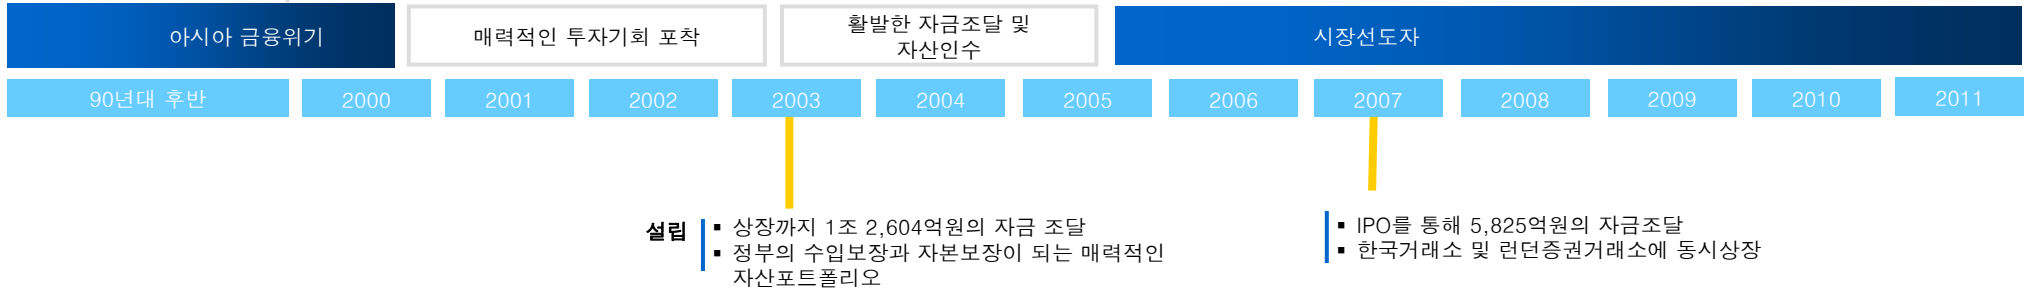 아시아 금융위기
매력적인 투자기회 포착
활발한 자금조달 및
자산인수
시장선도자
90년대 후반 2000 2001 2002 2003 2004 2005 2006 2007 2008 2009 2010 2011
설립
▪ 상장까지 1조 2,604억원의 자금 조달
▪ 정부의 수입보장과 자본보장이 되는 매력적인
자산포트폴리오
▪ IPO를 통해 5,825억원의 자금조달
▪ 한국거래소 및 런던증권거래소에 동시상장